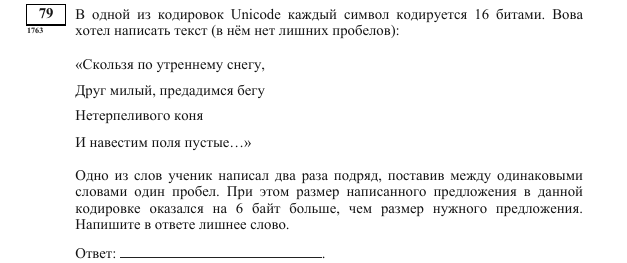 79
1763
В одной из кодировок Unicode каждый символ кодируется 16 битами. Вова
хотел написать текст (в нём нет лишних пробелов):
«Скользя по утреннему снегу,
Друг милый, предадимся бегу
Нетерпеливого коня
И навестим поля пустые…»
Одно из слов ученик написал два раза подряд, поставив между одинаковыми
словами один пробел. При этом размер написанного предложения в данной
кодировке оказался на 6 байт больше, чем размер нужного предложения.
Напишите в ответе лишнее слово.
Ответ: ______________________________.